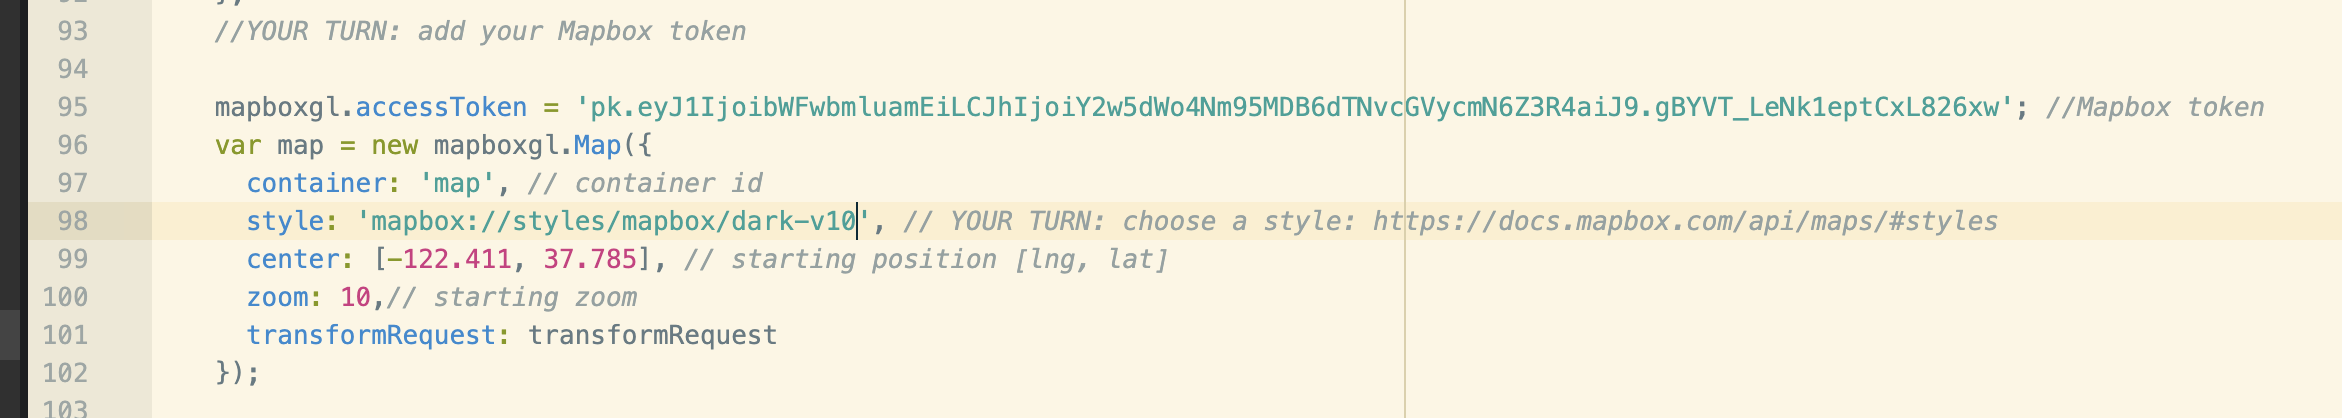 93 //YOUR TURN: add your Mapbox token
94
95 mapboxgl.accessToken = 'pk.eyJ1IjoibWFwbmluamEiLCJhIjoiY2w5dWo4Nm95MDB6dTNvcGVycmN6Z3R4aiJ9.gBYVT_LeNk1eptCxL826xw'; //Mapbox token
96 var map = new mapboxgl.Map({
97 container: 'map', // container id
98 style: 'mapbox://styles/mapbox/dark-v10', // YOUR TURN: choose a style: https://docs.mapbox.com/api/maps/#styles
99 center: [-122.411, 37.785], // starting position [lng, lat]
100 zoom: 10,// starting zoom
101 transformRequest: transformRequest
102 });
103